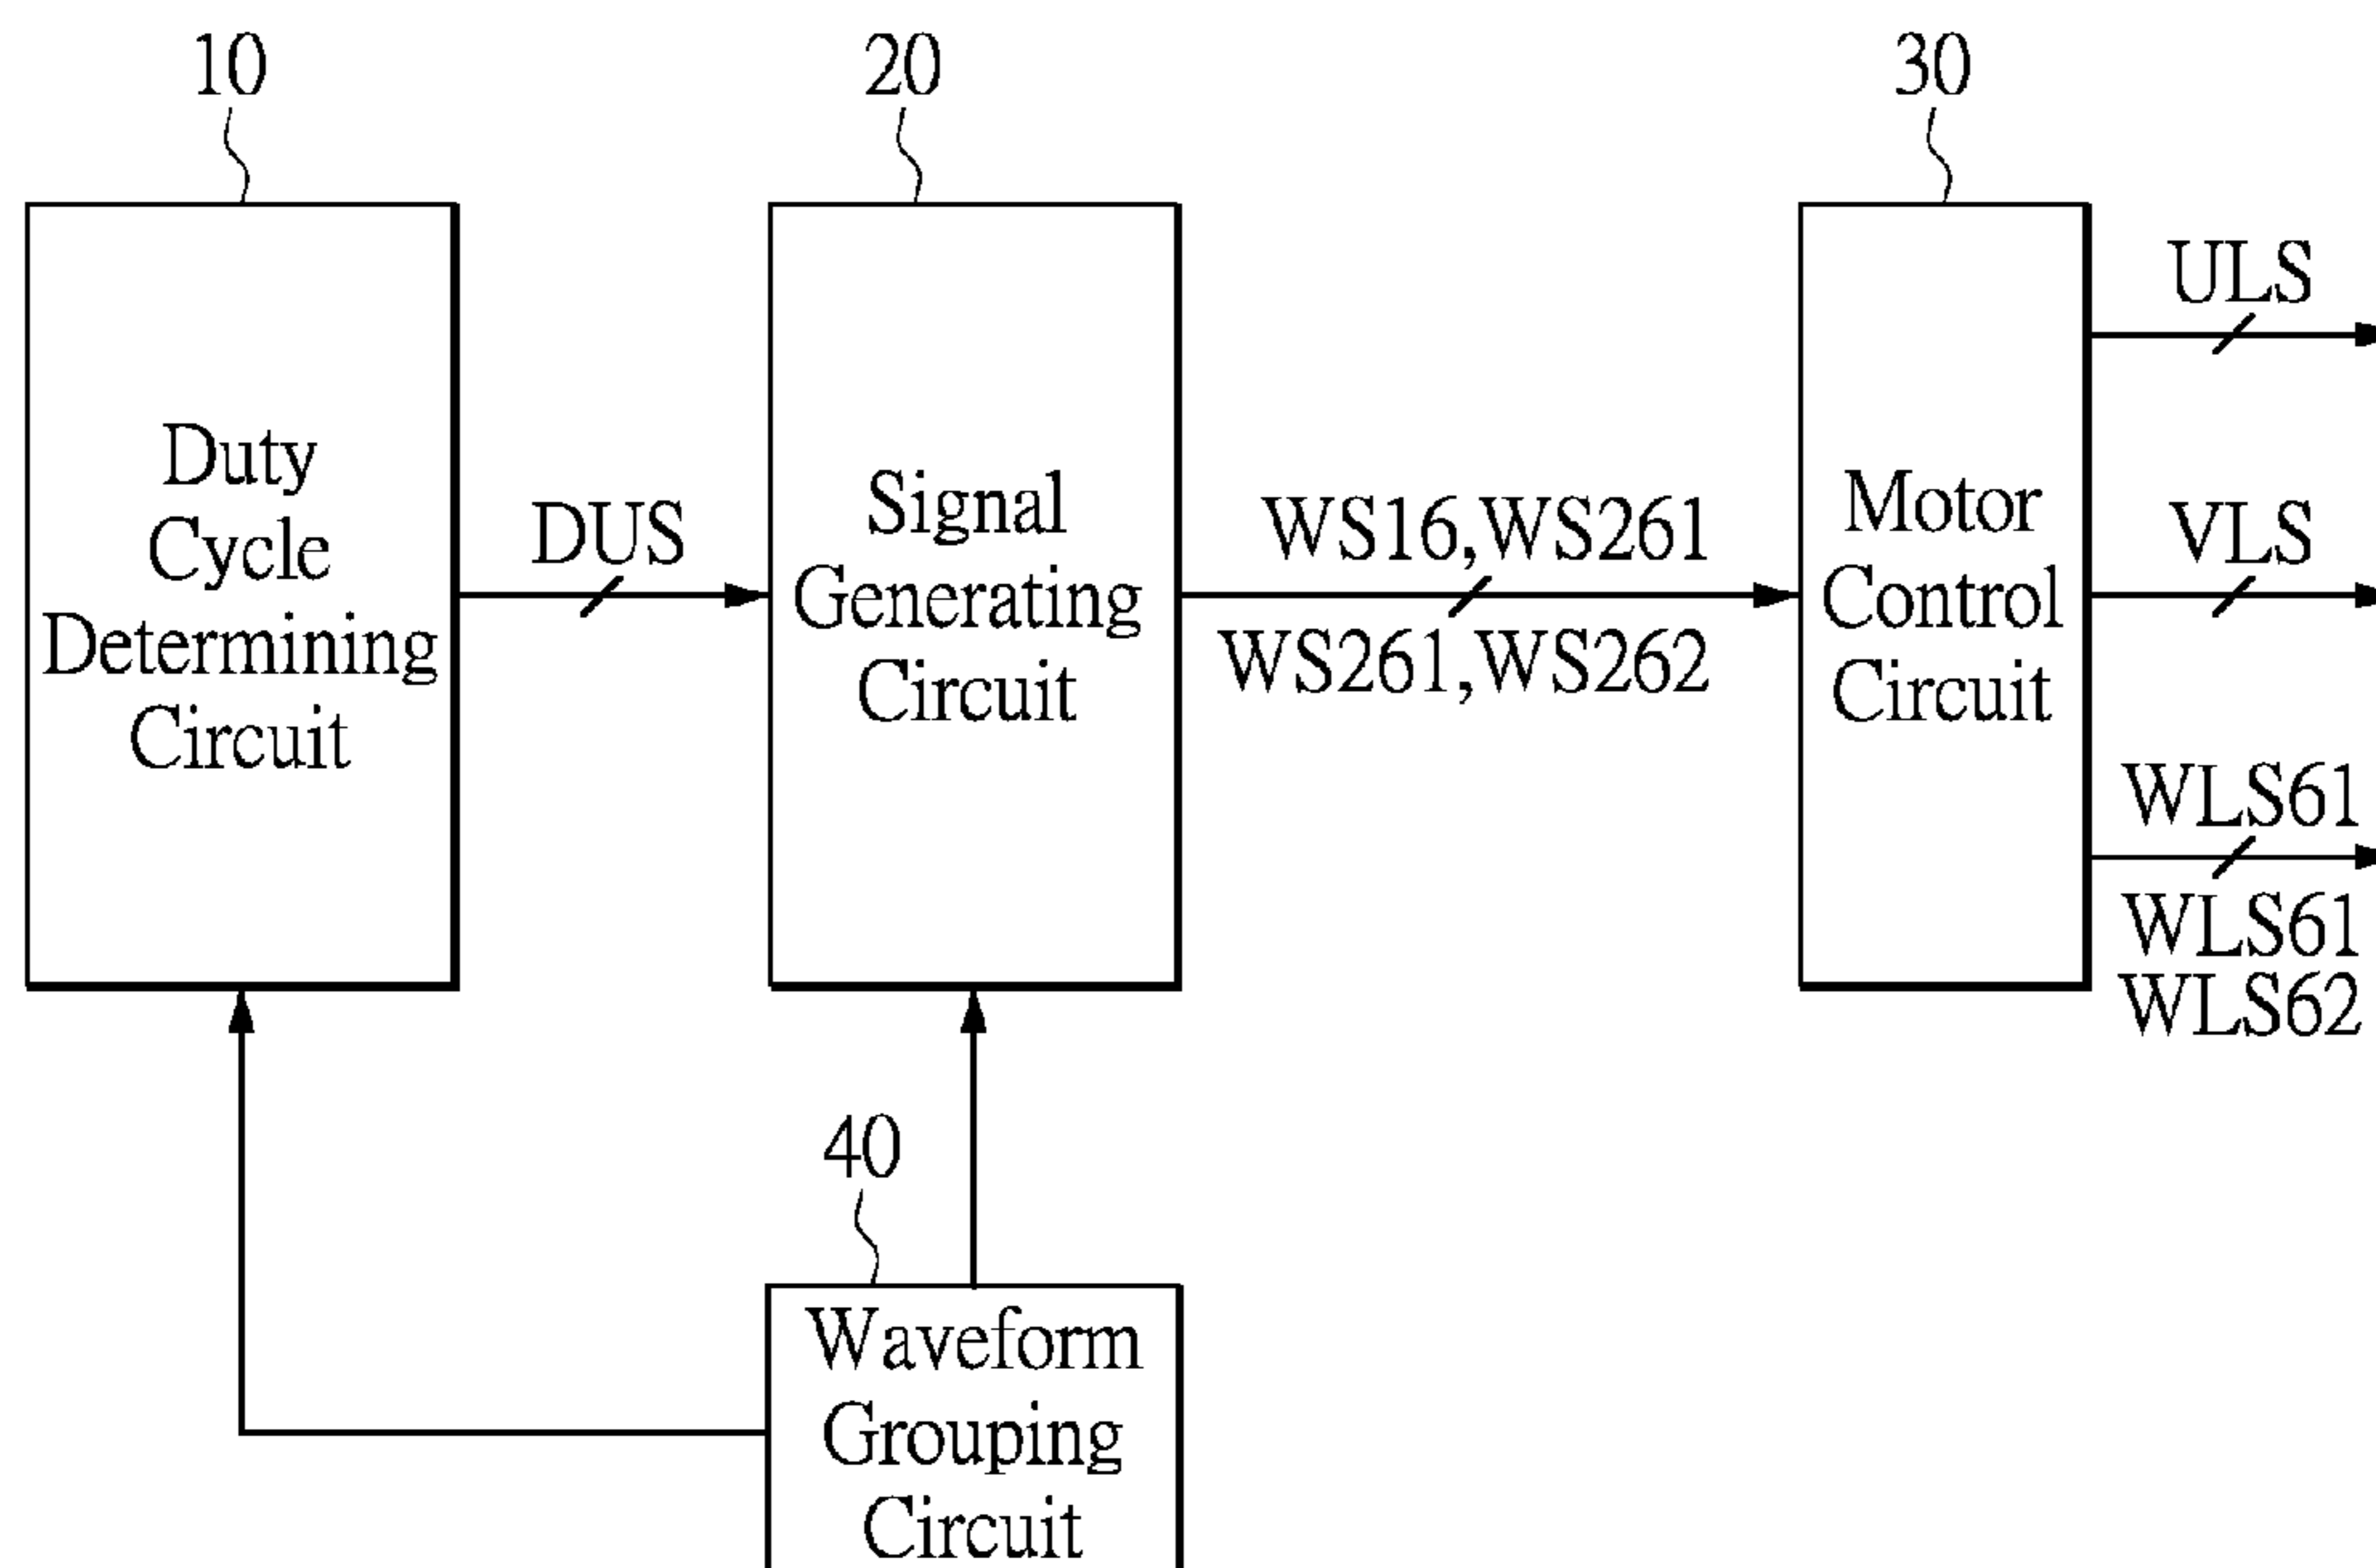 10
20
30
Duty
Cycle
Determining
Circuit
DUS
Signal
Generating
Circuit
WS16,WS261
WS261,WS262
Motor
Control
Circuit
ULS
VLS
WLS61
WLS61
WLS62
40
Waveform
Grouping
Circuit